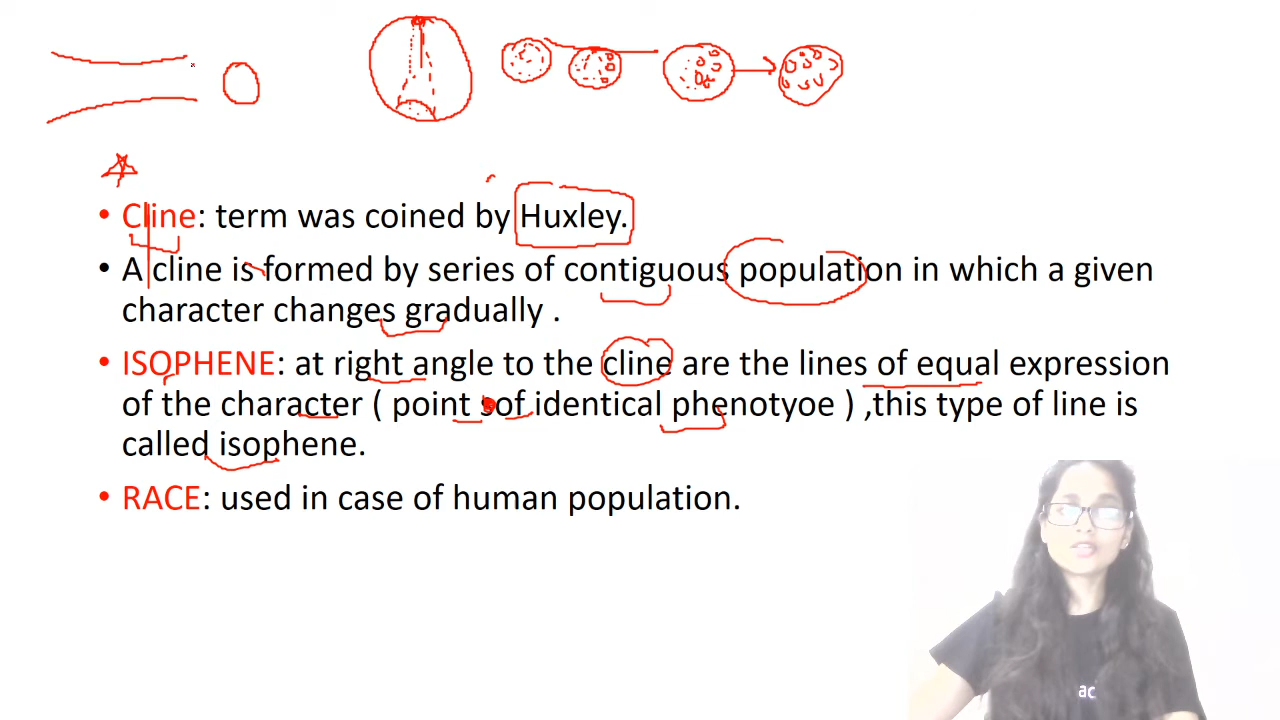 • Cline: term was coined by Huxley.
• A cline is formed by series of contiguous population in which a given
character changes gradually .
• ISOPHENE: at right angle to the cline are the lines of equal expression
of the character ( point sof identical phenotyoe ) ,this type of line is
called isophene.
• RACE: used in case of human population.
ac